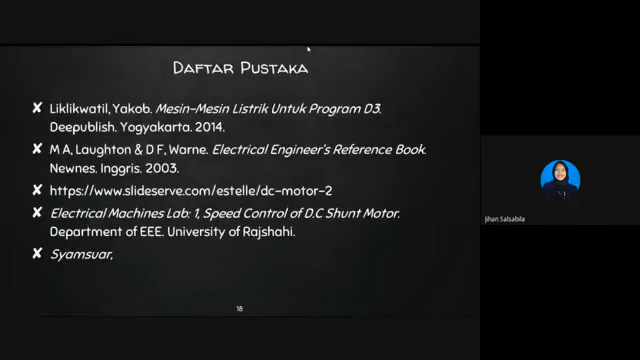 DAFTAR PUSTAKA
✘ Liklikwatil, Yakob. Mesin-Mesin Listrik Untuk Program D3.
Deepublish. Yogyakarta. 2014.
✘ M A, Laughton & D F, Warne. Electrical Engineer's Reference Book.
Newnes. Inggris. 2003.
✘ https://www.slideserve.com/estelle/dc-motor-2
✘ Electrical Machines Lab: 1, Speed Control of D.C Shunt Motor.
Department of EEE. University of Rajshahi.
✘ Syamsuar,
18
Jihan Salsabila